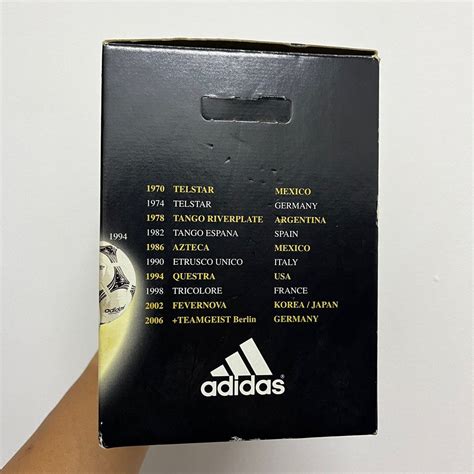 1970 TELSTAR MEXICO
1974 TELSTAR GERMANY
1978 TANGO RIVERPLATE ARGENTINA
1982 TANGO ESPANA SPAIN
1986 AZTECA MEXICO
1990 ETRUSCO UNICO ITALY
1994 QUESTRA USA
1998 TRICOLORE FRANCE
2002 FEVERNOVA KOREA / JAPAN
2006 +TEAMGEIST Berlin GERMANY
1994
adidas®